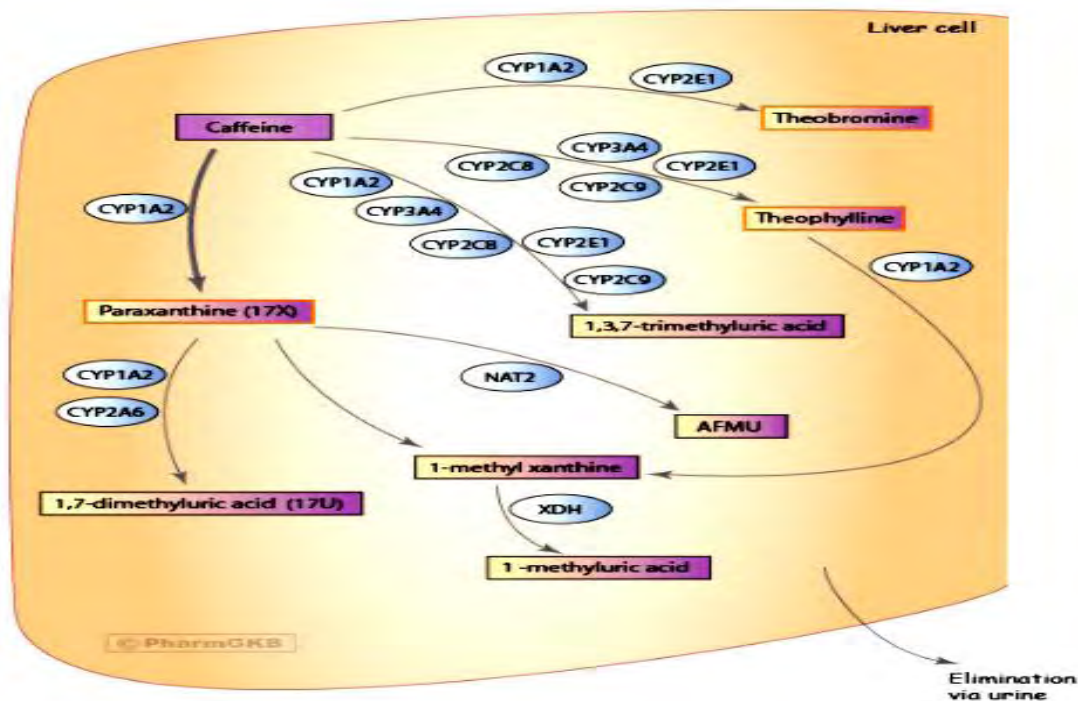 Liver cell
CYP1A2
CYP2E1
Theobromine
Caffeine
CYP3A4
CYP2C8
CYP2E1
CYP2C9
Theophylline
CYP1A2
CYP3A4
CYP2C8
CYP2E1
CYP2C9
CYP1A2
CYP1A2
Paraxanthine (17X)
1,3,7-trimethyluric acid
CYP1A2
CYP2A6
NAT2
AFMU
1-methyl xanthine
1,7-dimethyluric acid (17U)
XDH
1 -methyluric acid
© PharmGKB
Elimination
via urine